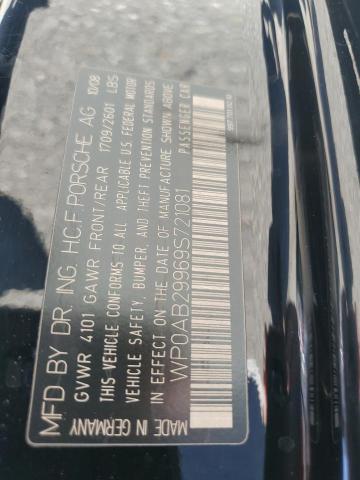 MFD BY DR. ING. H.C.F. PORSCHE AG 10/08
GVWR 4101 GAWR FRONT/REAR 1709/2601 LBS
THIS VEHICLE CONFORMS TO ALL APPLICABLE U.S. FEDERAL MOTOR
VEHICLE SAFETY, BUMPER, AND THEFT PREVENTION STANDARDS
IN EFFECT ON THE DATE OF MANUFACTURE SHOWN ABOVE
MADE IN GERMANY PASSENGER CAR
WP0AB29969S721081